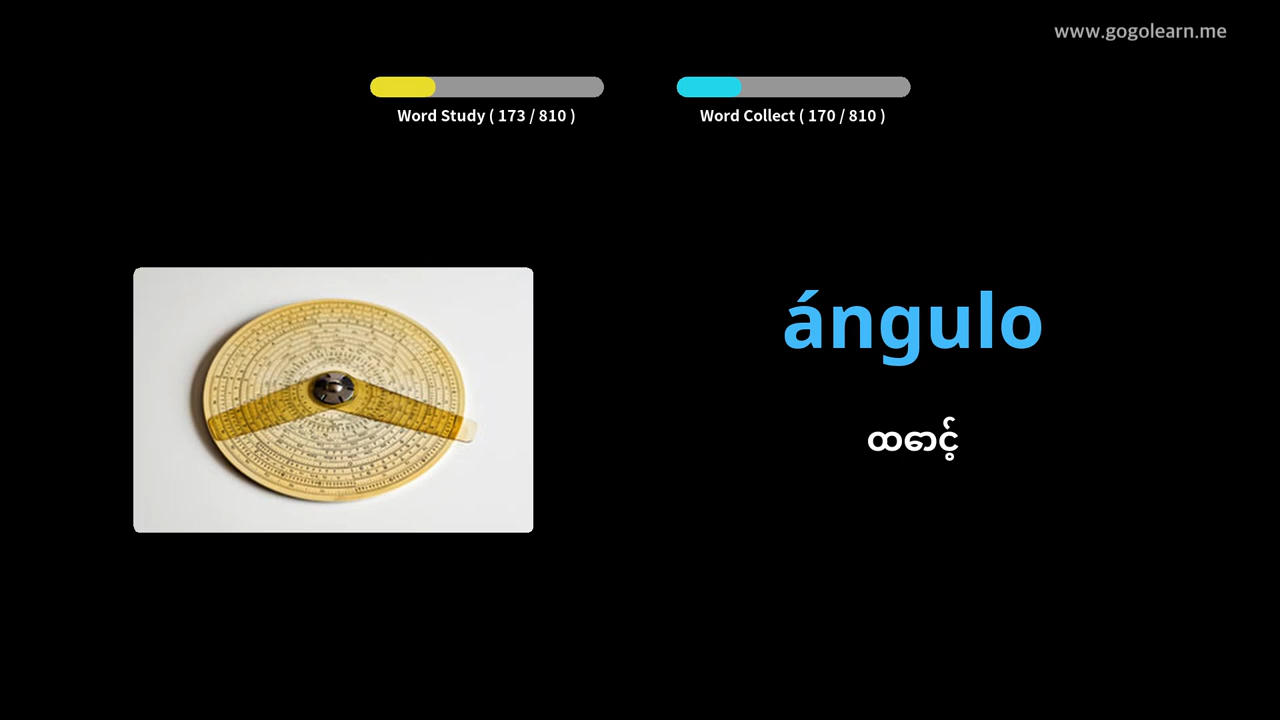 www.gogolearn.me
Word Study ( 173 / 810 )
Word Collect ( 170 / 810 )
ángulo
ထောင့်